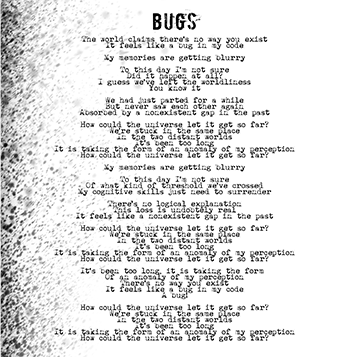 BUGS
The world claims there's no way you exist
It feels like a bug in my code
My memories are getting blurry
To this day I'm not sure
Did it happen at all?
I guess we've left the worldliness
You know it
We had just parted for a while
But never saw each other again
Absorbed by a nonexistent gap in the past
How could the universe let it get so far?
We're stuck in the same place
In the two distant worlds
It's been too long
It is taking the form of an anomaly of my perception
How could the universe let it get so far?
My memories are getting blurry
To this day I'm not sure
Of what kind of threshold we've crossed
My cognitive skills just need to surrender
There's no logical explanation
This loss is undoubtely real
It feels like a nonexistent gap in the past
How could the universe let it get so far?
We're stuck in the same place
In the two distant worlds
It's been too long
It is taking the form of an anomaly of my perception
How could the universe let it get so far?
It's been too long, it is taking the form
Of an anomaly of my perception
There's no way you exist
It feels like a bug in my code
A bug!
How could the universe let it get so far?
We're stuck in the same place
In the two distant worlds
It's been too long
It is taking the form of an anomaly of my perception
How could the universe let it get so far?